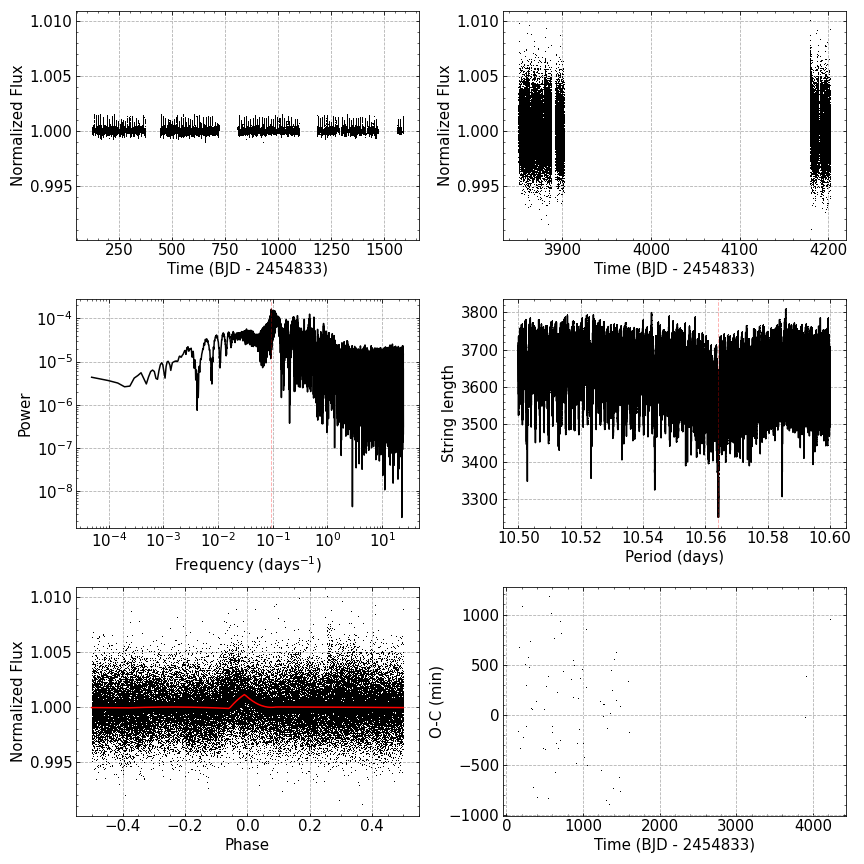 1.010
1.005
1.000
0.995
Normalized Flux
250 500 750 1000 1250 1500
Time (BJD - 2454833)
1.010
1.005
1.000
0.995
Normalized Flux
3900 4000 4100 4200
Time (BJD - 2454833)
10⁻⁴
10⁻⁵
10⁻⁶
10⁻⁷
10⁻⁸
Power
10⁻⁴ 10⁻³ 10⁻² 10⁻¹ 10⁰ 10¹
Frequency (days⁻¹)
3800
3700
3600
3500
3400
3300
String length
10.50 10.52 10.54 10.56 10.58 10.60
Period (days)
1.010
1.005
1.000
0.995
Normalized Flux
−0.4 −0.2 0.0 0.2 0.4
Phase
1000
500
0
−500
−1000
O-C (min)
0 1000 2000 3000 4000
Time (BJD - 2454833)